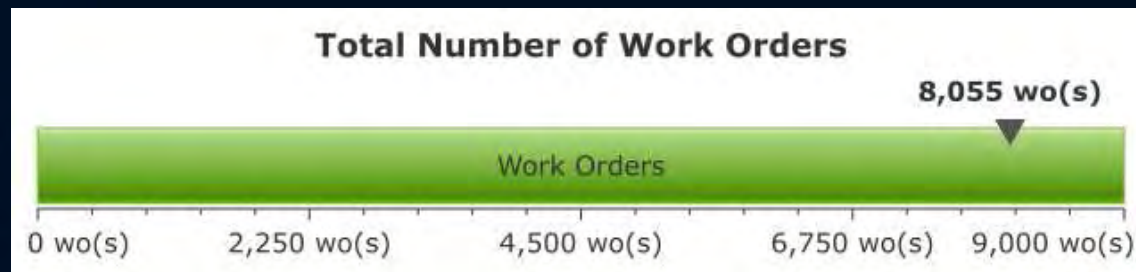 Total Number of Work Orders
8,055 wo(s)
Work Orders
0 wo(s) 2,250 wo(s) 4,500 wo(s) 6,750 wo(s) 9,000 wo(s)